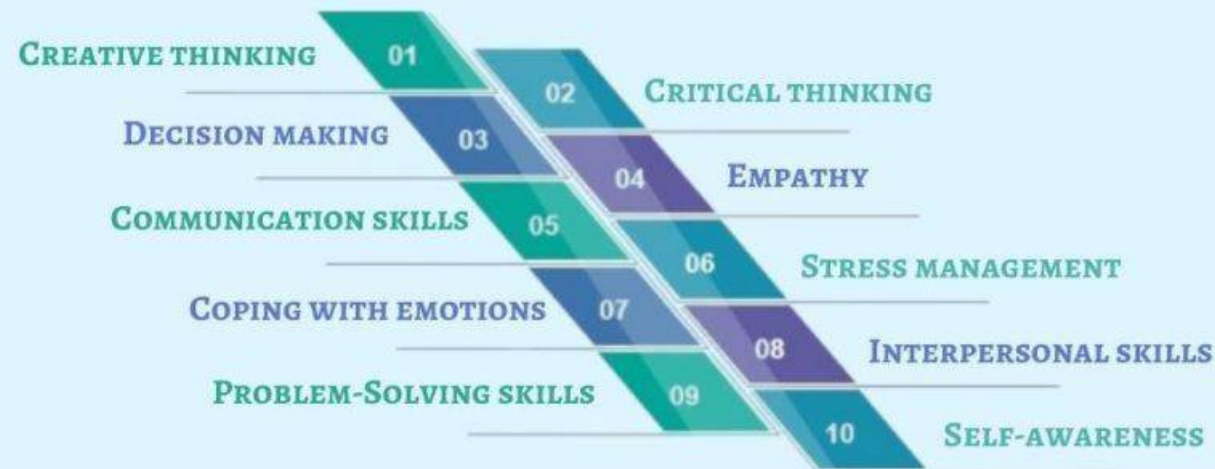 CREATIVE THINKING 01
02 CRITICAL THINKING
DECISION MAKING 03
04 EMPATHY
COMMUNICATION SKILLS 05
06 STRESS MANAGEMENT
COPING WITH EMOTIONS 07
08 INTERPERSONAL SKILLS
PROBLEM-SOLVING SKILLS 09
10 SELF-AWARENESS